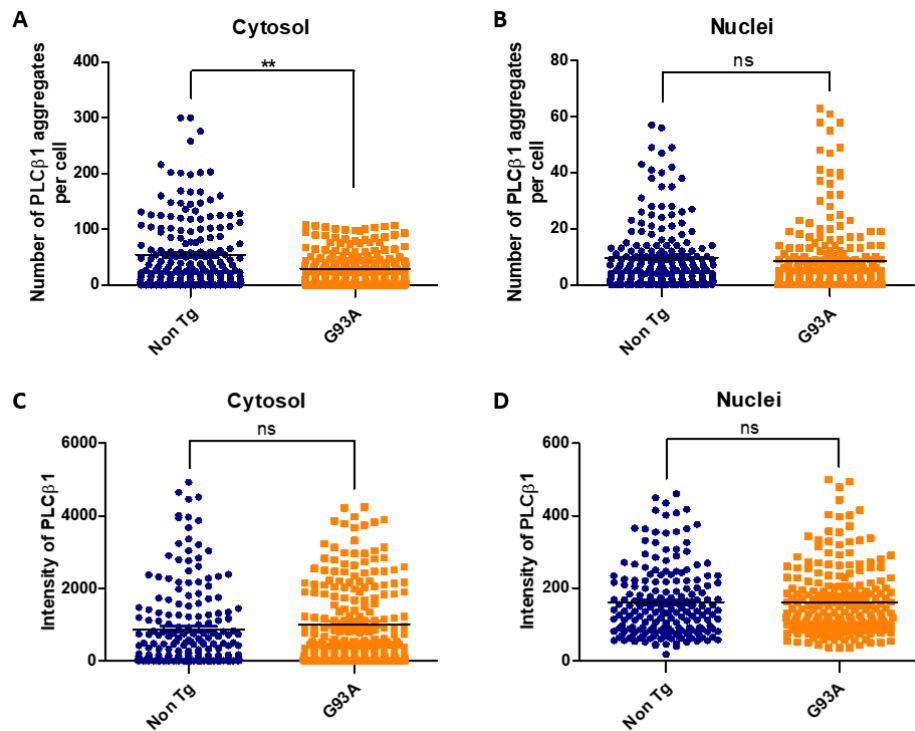 A
Cytosol
Number of PLCβ1 aggregates
per cell
400
300
200
100
0
**
Non Tg
G93A
B
Nuclei
Number of PLCβ1 aggregates
per cell
80
60
40
20
0
ns
Non Tg
G93A
C
Cytosol
Intensity of PLCβ1
6000
4000
2000
0
ns
Non Tg
G93A
D
Nuclei
Intensity of PLCβ1
600
400
200
0
ns
Non Tg
G93A